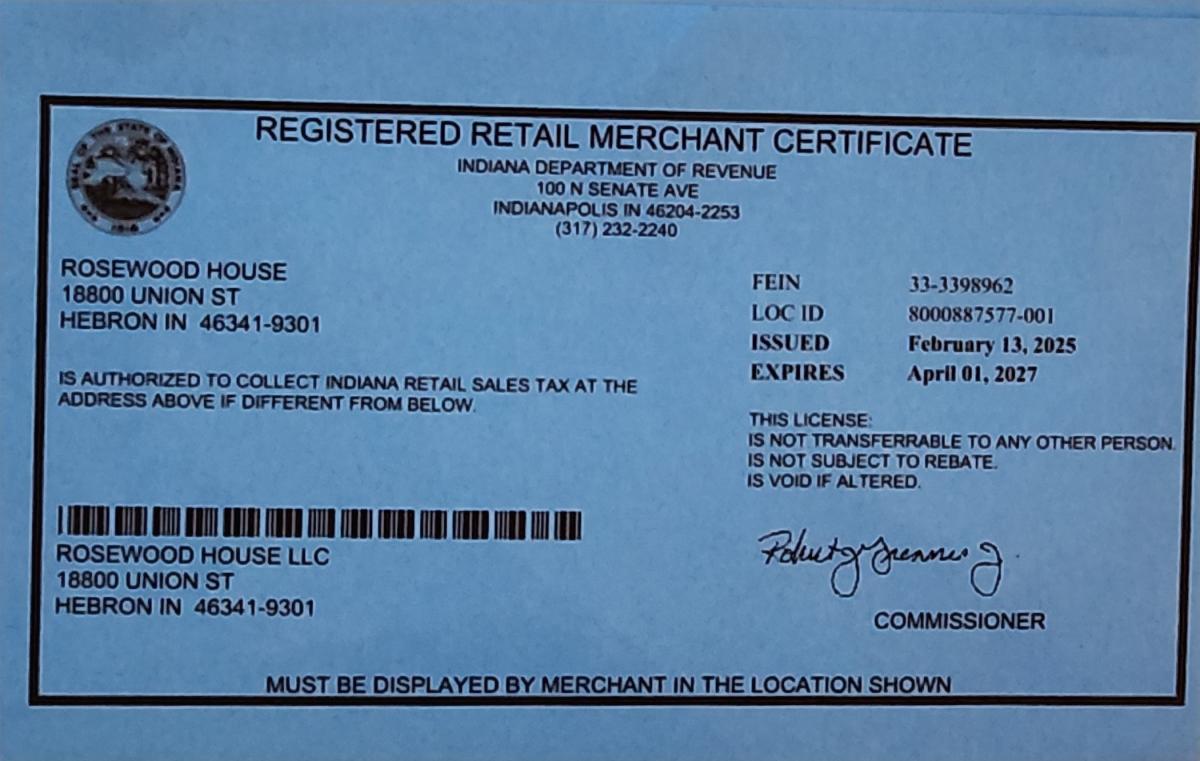 REGISTERED RETAIL MERCHANT CERTIFICATE
INDIANA DEPARTMENT OF REVENUE
100 N SENATE AVE
INDIANAPOLIS IN 46204-2253
(317) 232-2240
ROSEWOOD HOUSE
18800 UNION ST
HEBRON IN 46341-9301
FEIN 33-3398962
LOC ID 8000887577-001
ISSUED February 13, 2025
EXPIRES April 01, 2027
IS AUTHORIZED TO COLLECT INDIANA RETAIL SALES TAX AT THE
ADDRESS ABOVE IF DIFFERENT FROM BELOW.
THIS LICENSE:
IS NOT TRANSFERRABLE TO ANY OTHER PERSON.
IS NOT SUBJECT TO REBATE.
IS VOID IF ALTERED.
ROSEWOOD HOUSE LLC
18800 UNION ST
HEBRON IN 46341-9301
COMMISSIONER
MUST BE DISPLAYED BY MERCHANT IN THE LOCATION SHOWN